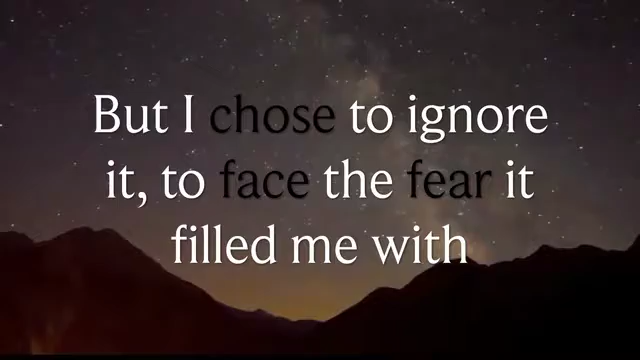 But I chose to ignore
it, to face the fear it
filled me with